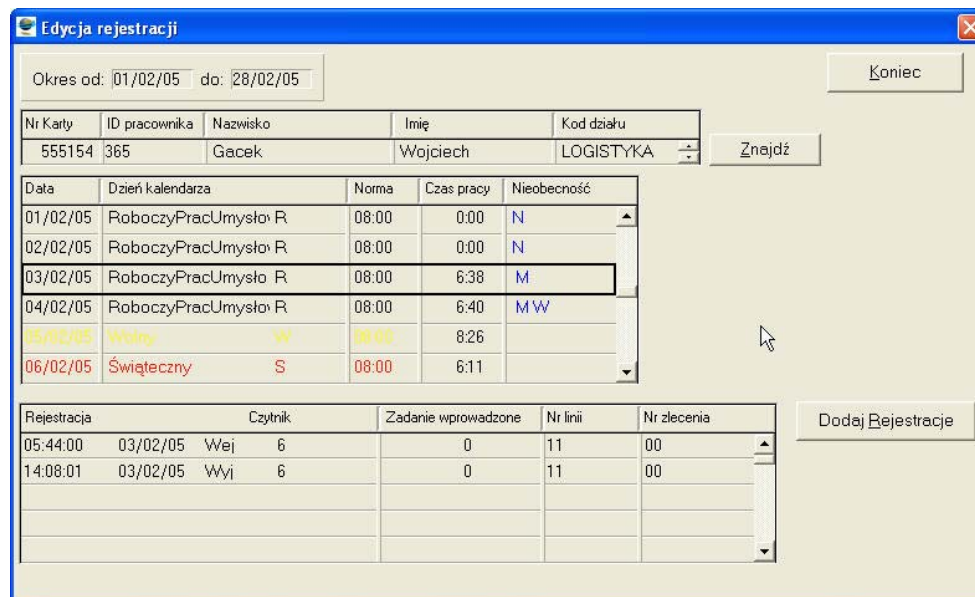 Edycja rejestracji
Okres od: 01/02/05 do: 28/02/05
Koniec
Nr Karty ID pracownika Nazwisko Imię Kod działu
555154 365 Gacek Wojciech LOGISTYKA
Znajdź
Data Dzień kalendarza Norma Czas pracy Nieobecność
01/02/05 RoboczyPracUmysło R 08:00 0:00 N
02/02/05 RoboczyPracUmysło R 08:00 0:00 N
03/02/05 RoboczyPracUmysło R 08:00 6:38 M
04/02/05 RoboczyPracUmysło R 08:00 6:40 M W
05/02/05 Wolny W 08:00 8:26
06/02/05 Świąteczny S 08:00 6:11
Rejestracja Czytnik Zadanie wprowadzone Nr linii Nr zlecenia
Dodaj Rejestracje
05:44:00 03/02/05 Wej 6 0 11 00
14:08:01 03/02/05 Wyj 6 0 11 00